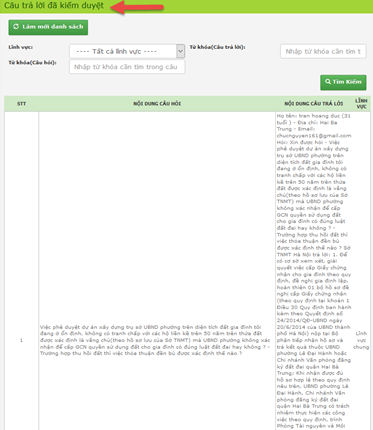 Câu trả lời đã kiểm duyệt
Làm mới danh sách
Lĩnh vực:
---- Tất cả lĩnh vực ----
Từ khóa(Câu trả lời):
Nhập từ khóa cần tìm t
Từ khóa(Câu hỏi):
Nhập từ khóa cần tìm trong câu
Tìm Kiếm
STT
NỘI DUNG CÂU HỎI
NỘI DUNG CÂU TRẢ LỜI
LĨNH
VỰC
1
Việc phê duyệt dự án xây dựng trụ sở UBND phường trên diện tích đất gia đình tôi
đang ở ổn định, không có tranh chấp với các hộ liền kề trên 50 năm trên thửa
đất được xác định là vắng chủ(theo hồ sơ lưu của Sở TNMT) mà UBND phường không xác
nhận để cấp GCN quyền sử dụng đất cho gia đình có đúng luật đất đai hay không ? -
Trường hợp thu hồi đất thì việc thỏa thuận đền bù được xác định thế nào ?
Họ tên: tran hoang duc (31
tuổi ) - Địa chỉ: Hai Ba
Trung - Email:
chuonguyen161@gmail.com
Hỏi: Xin được hỏi - Việc
phê duyệt dự án xây dựng
trụ sở UBND phường trên
diện tích đất gia đình tôi
đang ở ổn định, không có
tranh chấp với các hộ liền
kề trên 50 năm trên thửa
đất được xác định là vắng
chủ(theo hồ sơ lưu của Sở
TNMT) mà UBND phường
không xác nhận để cấp
GCN quyền sử dụng đất
cho gia đình có đúng luật
đất đai hay không ? -
Trường hợp thu hồi đất thì
việc thỏa thuận đền bù
được xác định thế nào ? Sở
TNMT Hà Nội trả lời: 1. Để
có cơ sở xem xét, giải
quyết việc cấp Giấy chứng
nhận cho gia đình theo quy
định, đề nghị gia đình lập,
hoàn thiện 01 bộ hồ sơ đề
nghị cấp Giấy chứng nhận
(theo quy định tại khoản 1
Điều 30 Quy định ban hành
kèm theo Quyết định số
24/2014/QĐ-UBND ngày
20/6/2014 của UBND thành
phố Hà Nội) nộp tại Bộ
phận tiếp nhận hồ sơ và
trả kết quả thuộc UBND
phường Lê Đại Hành hoặc
Chi nhánh Văn phòng đăng
ký đất đai quận Hai Bà
Trưng; Khi nhận được đủ
hồ sơ hợp lệ theo quy định
nêu trên, UBND phường Lê
Đại Hành, Chi nhánh Văn
phòng đăng ký đất đai
quận Hai Bà Trưng có trách
nhiệm thực hiện các công
việc theo quy định, trình
Phòng Tài nguyên và Môi
Lĩnh
vực
chung